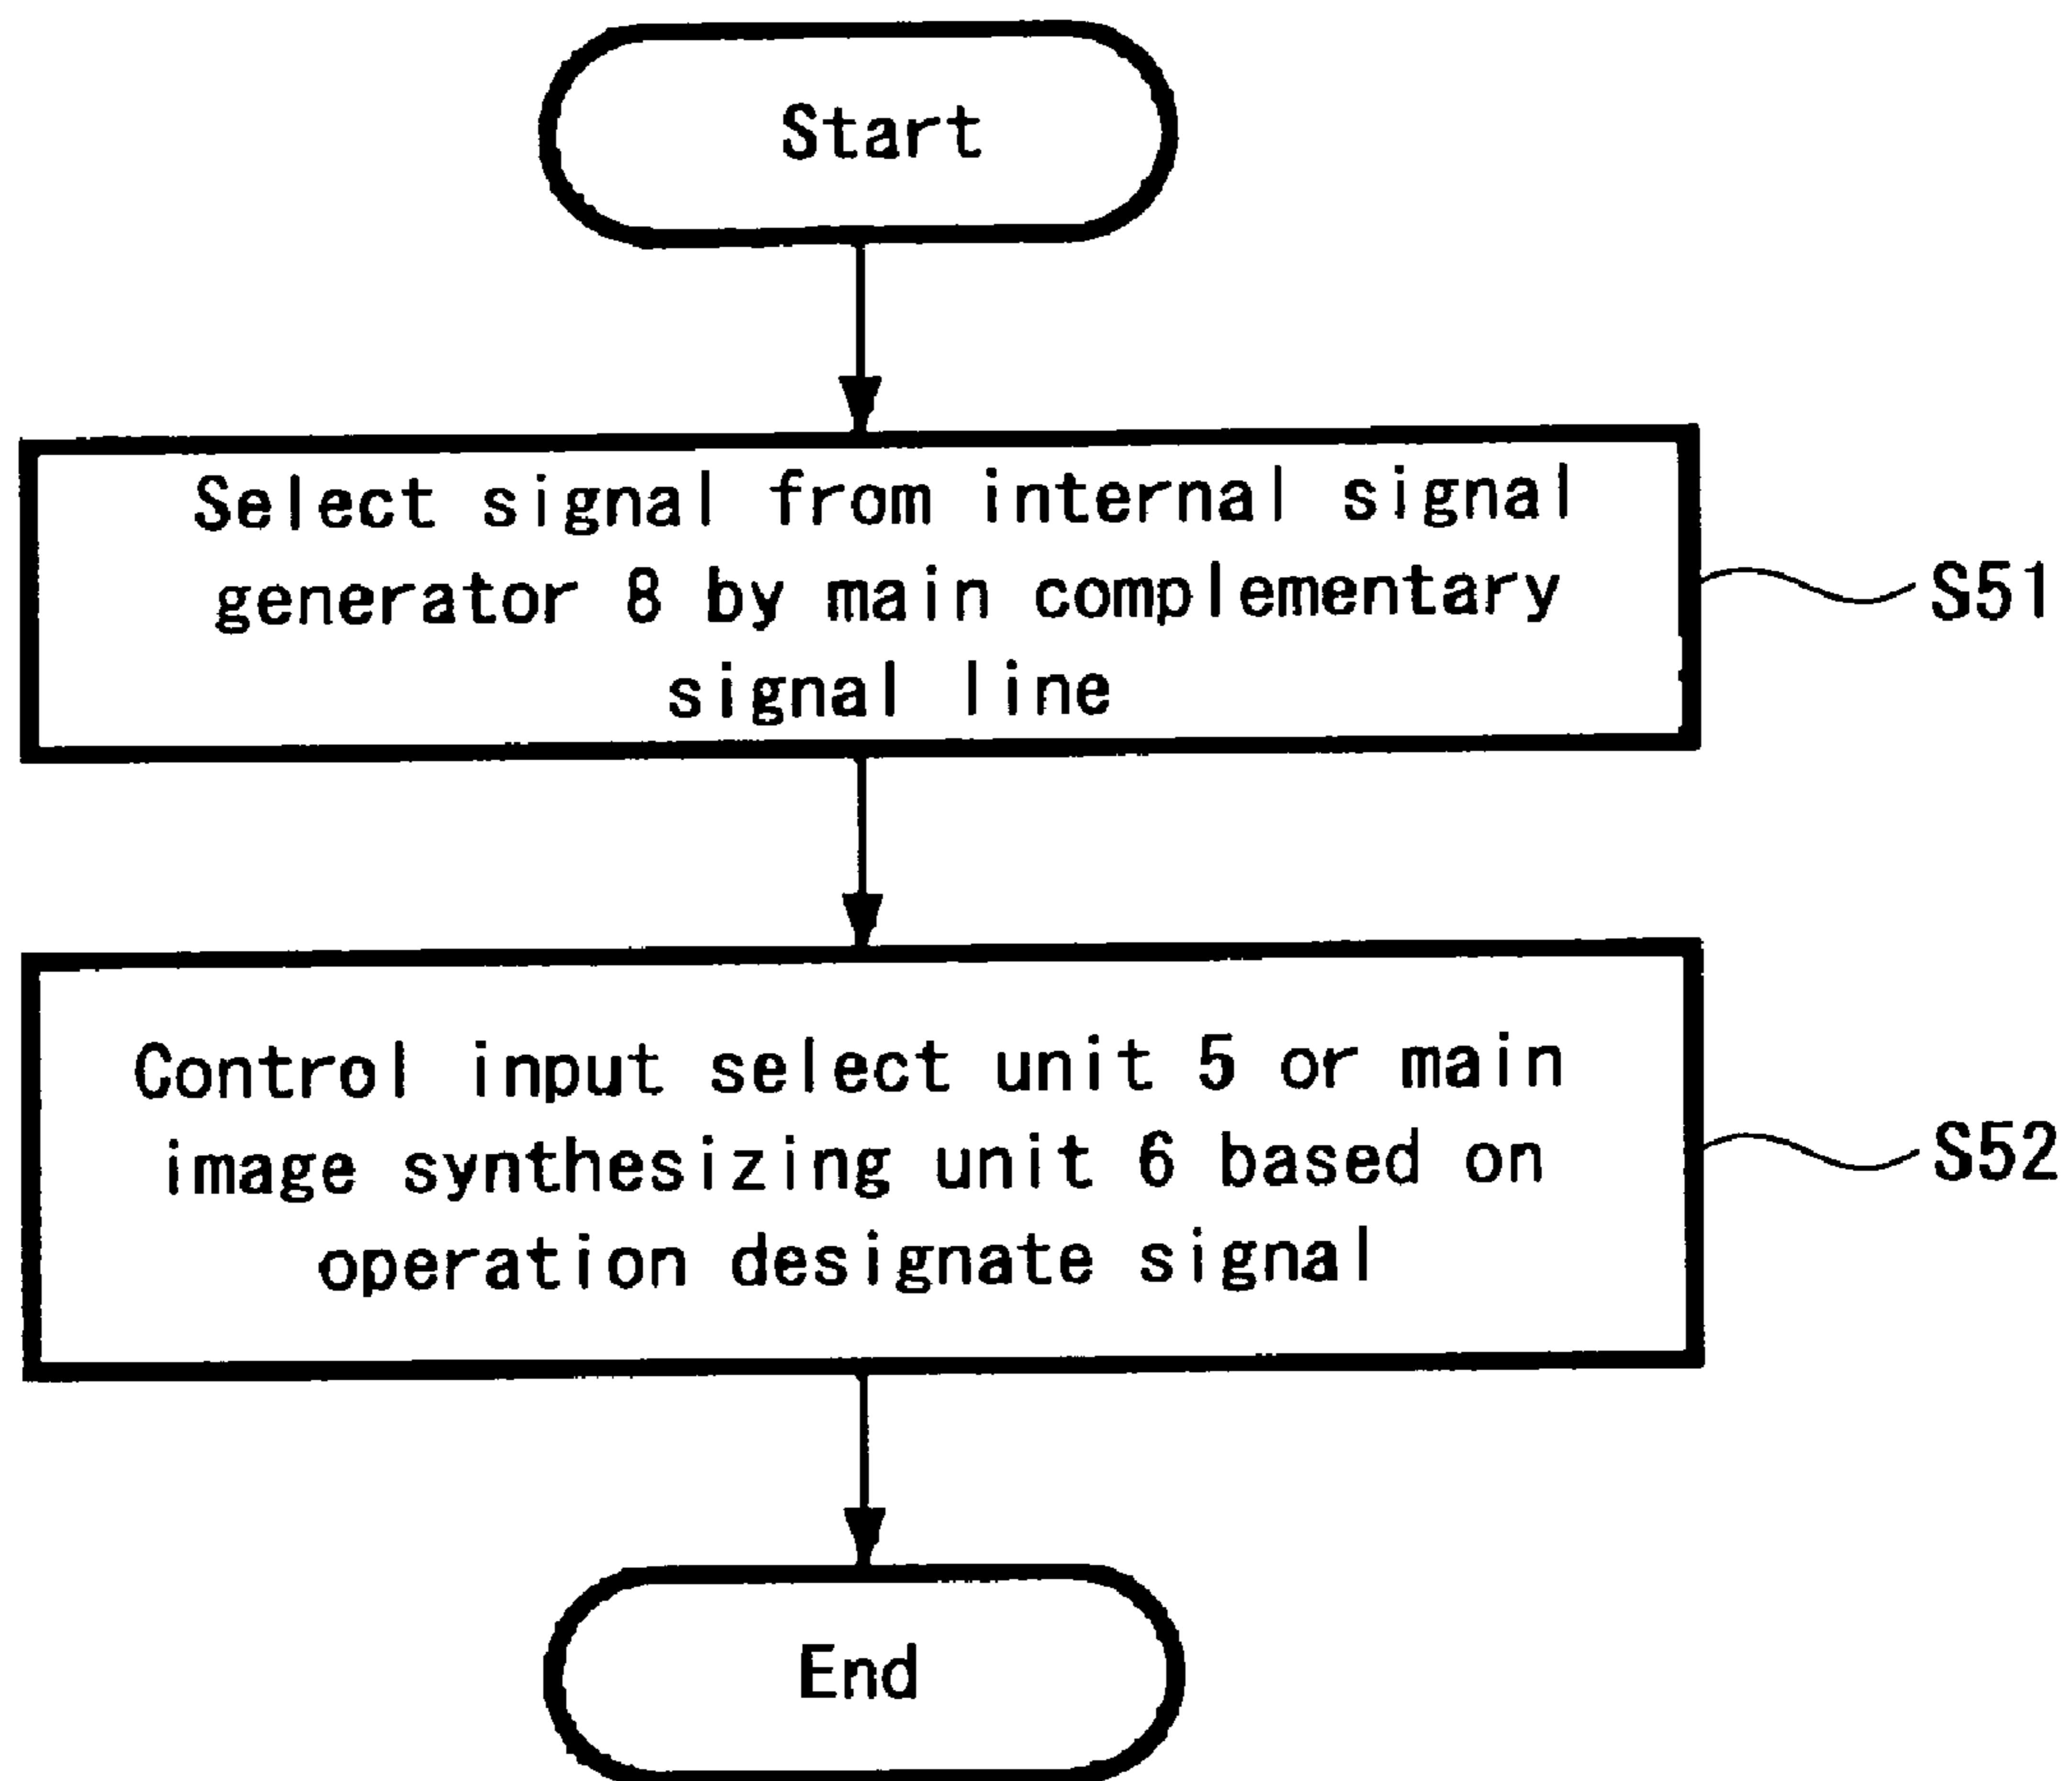 Start
Select signal from internal signal
generator 8 by main complementary
signal line
S51
Control input select unit 5 or main
image synthesizing unit 6 based on
operation designate signal
S52
End